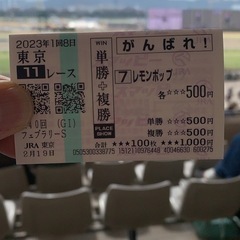 2023年1回8日
東京
11レース
WIN
単勝+複勝
PLACE SHOW
がんばれ!
7 レモンポップ
各☆☆☆500円
(GⅠ)
フェブラリーS
JRA 東京
2月19日
単勝 ☆☆☆500円
複勝 ☆☆☆500円
合計 ☆☆☆100枚 ☆☆☆1,000円